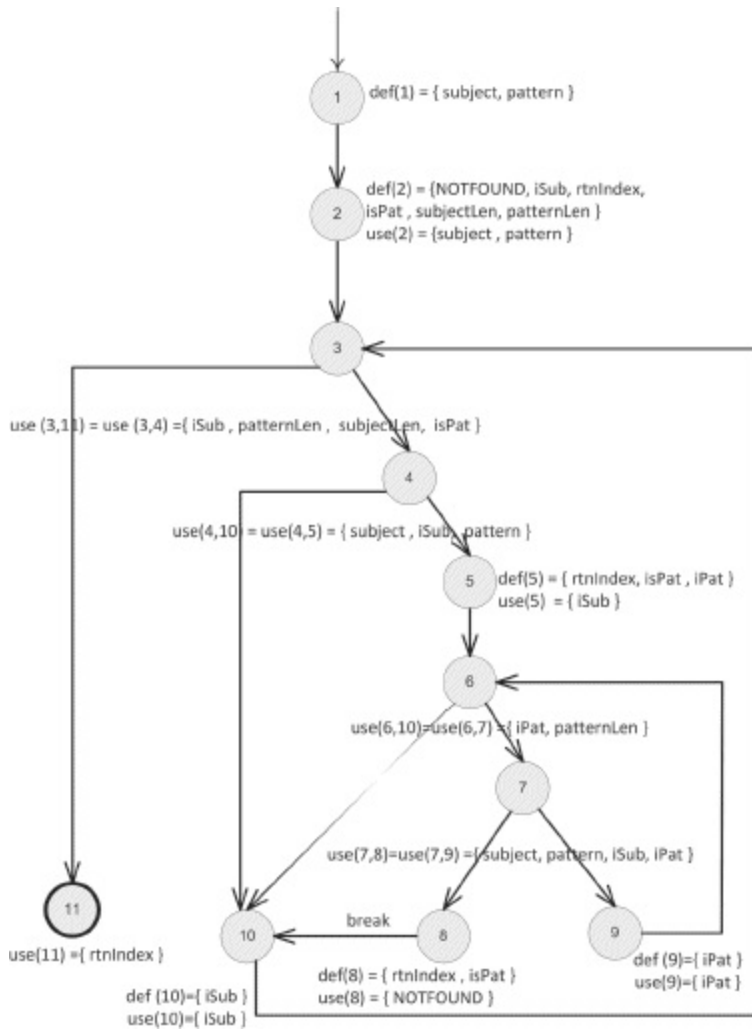 1
def(1) = { subject, pattern }
def(2) = {NOTFOUND, iSub, rtnIndex,
2
isPat , subjectLen, patternLen }
use(2) = {subject , pattern }
3
use (3,11) = use (3,4) ={ iSub , patternLen , subjectLen, isPat }
4
use(4,10) = use(4,5) = { subject , iSub, pattern }
5
def(5) = { rtnIndex, isPat , iPat }
use(5) = { iSub }
6
use(6,10)=use(6,7) ={ iPat, patternLen }
7
use(7,8)=use(7,9) ={ subject, pattern, iSub, iPat }
11
break
10
8
9
use(11) ={ rtnIndex }
def (9)={ iPat }
use(9)={ iPat }
def(8) = { rtnIndex , isPat }
use(8) = { NOTFOUND }
def (10)={ iSub }
use(10)={ iSub }